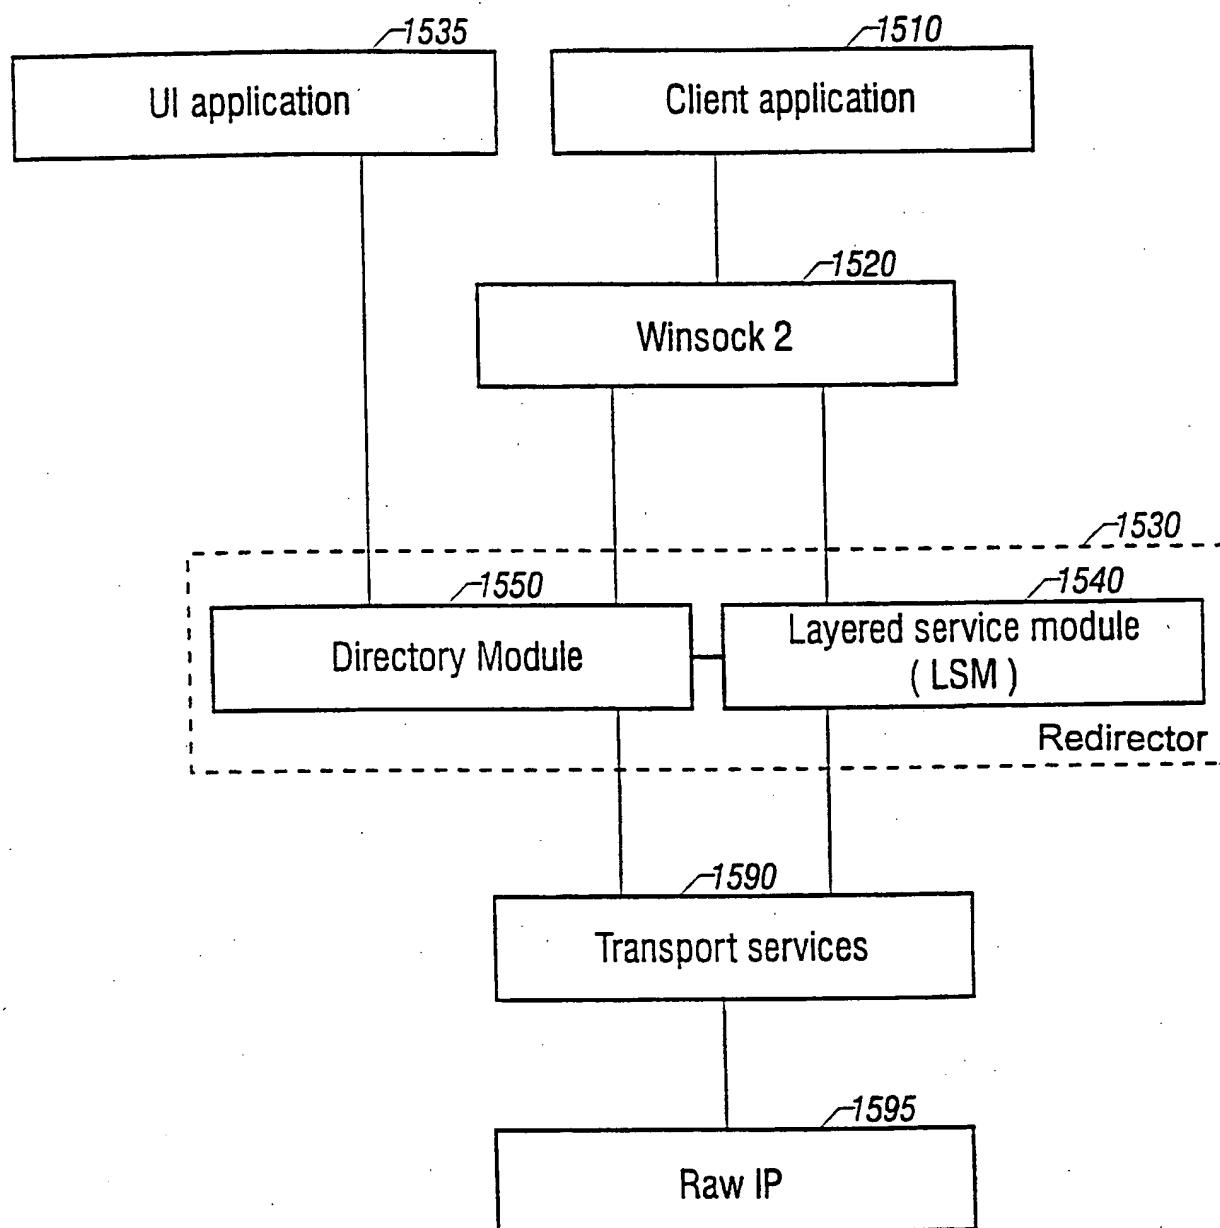 1535
1510
UI application
Client application
1520
Winsock 2
1530
1550
1540
Directory Module
Layered service module
( LSM )
Redirector
1590
Transport services
1595
Raw IP